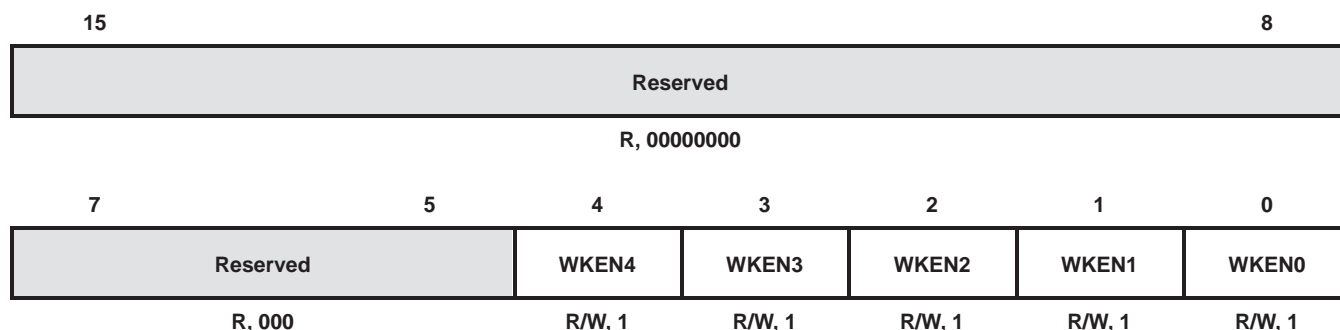 15 8
Reserved
R, 00000000
7 5 4 3 2 1 0
Reserved WKEN4 WKEN3 WKEN2 WKEN1 WKEN0
R, 000 R/W, 1 R/W, 1 R/W, 1 R/W, 1 R/W, 1